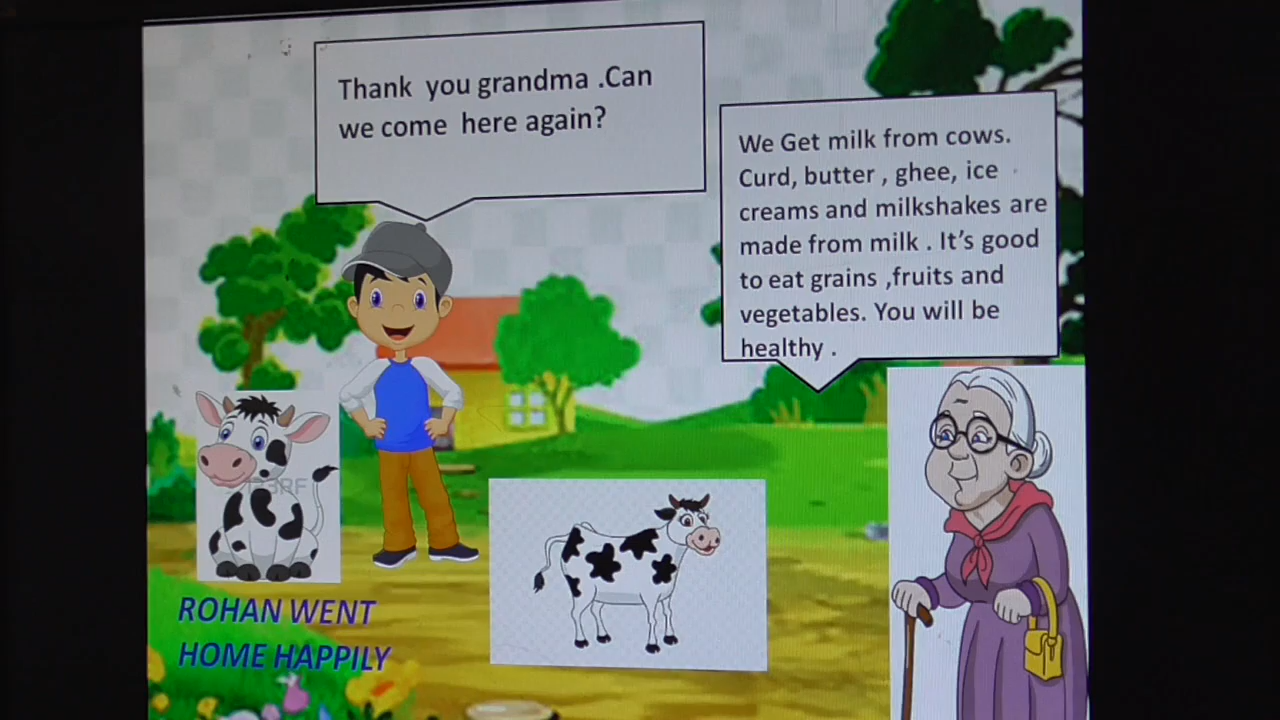 Thank you grandma .Can
we come here again?
We Get milk from cows.
Curd, butter , ghee, ice
creams and milkshakes are
made from milk . It's good
to eat grains ,fruits and
vegetables. You will be
healthy .
ROHAN WENT
HOME HAPPILY